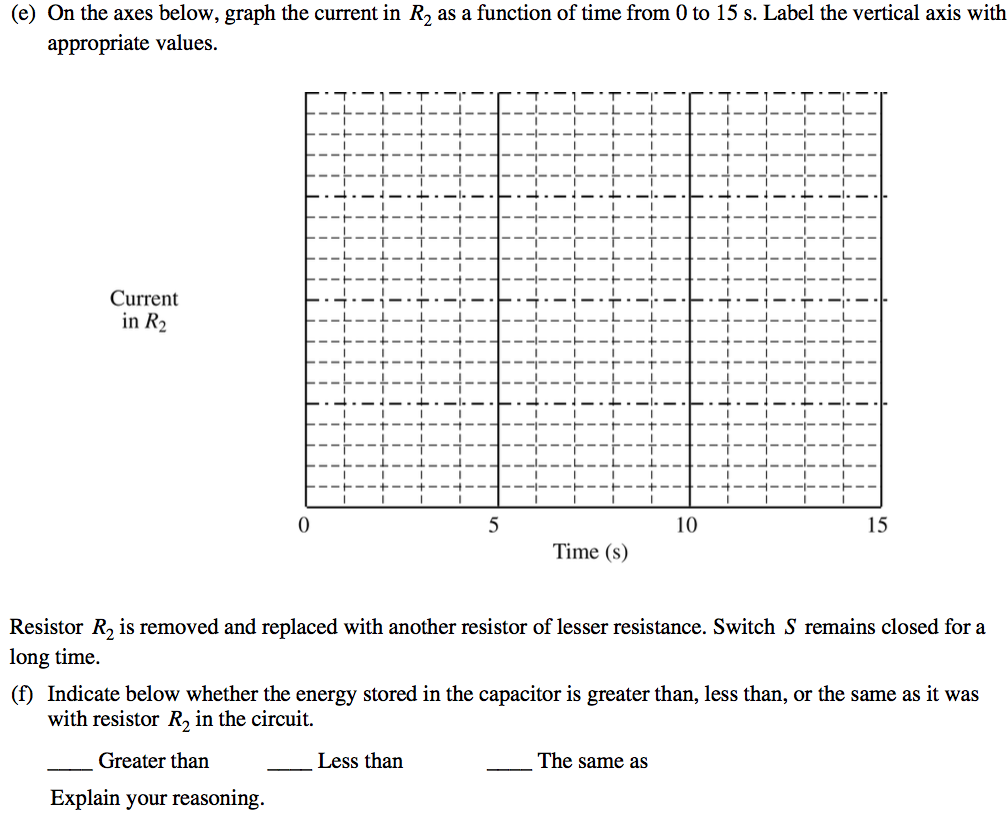 (e) On the axes below, graph the current in R₂ as a function of time from 0 to 15 s. Label the vertical axis with
appropriate values.
Current
in R₂
0 5 10 15
Time (s)
Resistor R₂ is removed and replaced with another resistor of lesser resistance. Switch S remains closed for a
long time.
(f) Indicate below whether the energy stored in the capacitor is greater than, less than, or the same as it was
with resistor R₂ in the circuit.
____ Greater than ____ Less than ____ The same as
Explain your reasoning.